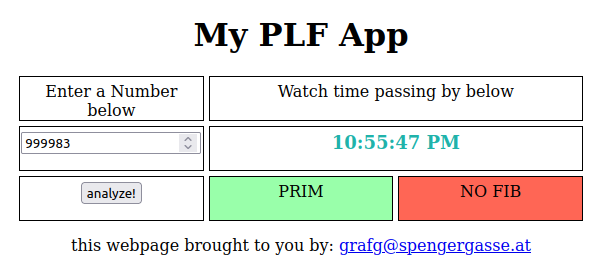 My PLF App
Enter a Number
below
Watch time passing by below
999983
10:55:47 PM
analyze!
PRIM
NO FIB
this webpage brought to you by: grafg@spengergasse.at